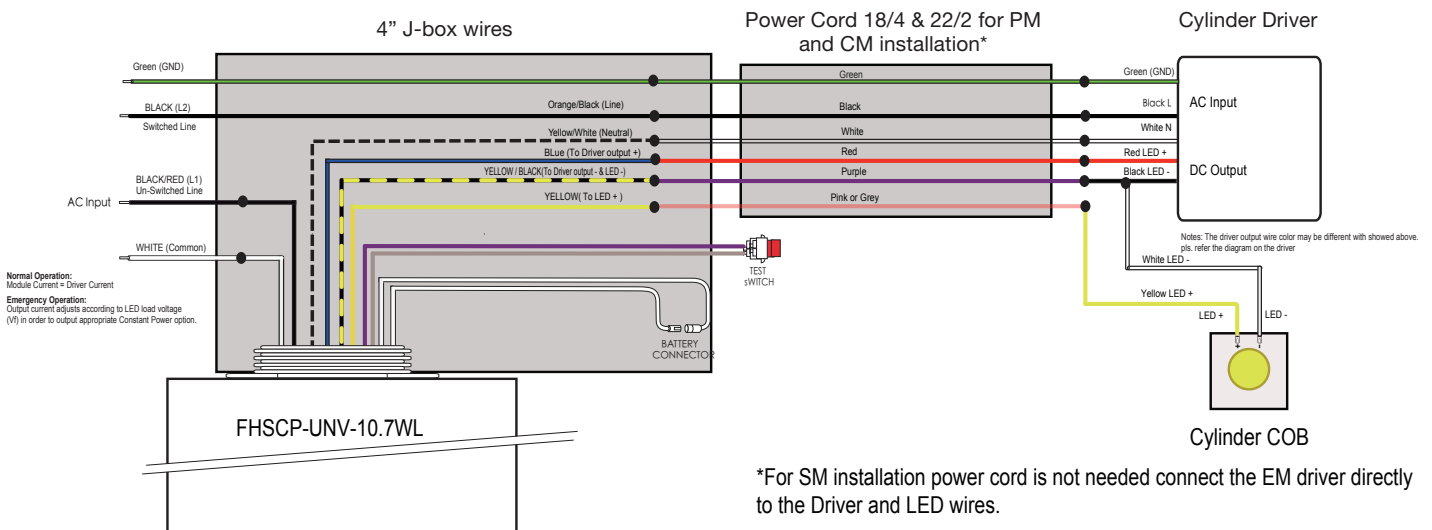 4” J-box wires
Power Cord 18/4 & 22/2 for PM
and CM installation*
Cylinder Driver
Green (GND)
Green
Green (GND)
BLACK (L2)
Switched Line
Orange/Black (Line)
Black
Black L
AC Input
Yellow/White (Neutral)
White
White N
BLue (To Driver output +)
Red
Red LED +
YELLOW / BLACK(To Driver output - & LED -)
Purple
Black LED -
DC Output
BLACK/RED (L1)
Un-Switched Line
AC Input
YELLOW( To LED + )
Pink or Grey
Notes: The driver output wire color may be different with showed above.
pls. refer the diagram on the driver
WHITE (Common)
White LED -
TEST
sWITCH
Normal Operation:
Module Current = Driver Current
Emergency Operation:
Output current adjusts according to LED load voltage
(Vf) in order to output appropriate Constant Power option.
Yellow LED +
LED +
LED -
+
-
BATTERY
CONNECTOR
FHSCP-UNV-10.7WL
Cylinder COB
*For SM installation power cord is not needed connect the EM driver directly
to the Driver and LED wires.